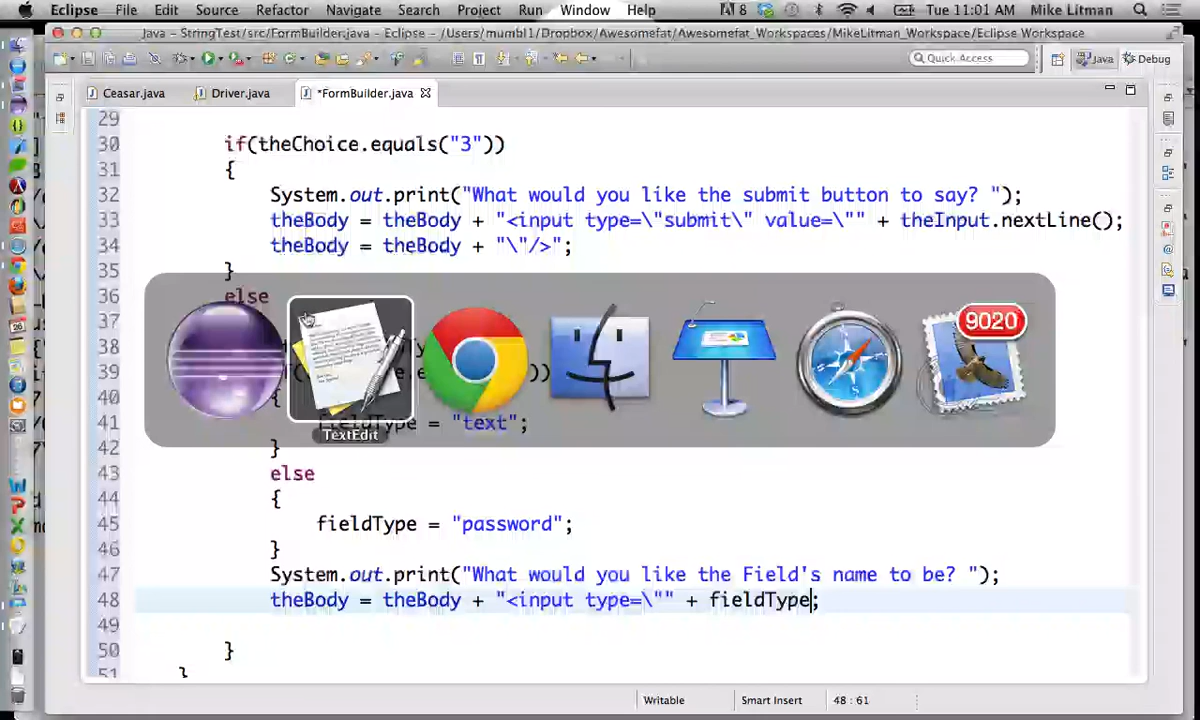 Eclipse File Edit Source Refactor Navigate Search Project Run Window Help 8 Tue 11:01 AM Mike Litman
Java - StringTest/src/FormBuilder.java - Eclipse - /Users/mumbl1/Dropbox/Awesomefat/Awesomefat_Workspaces/MikeLitman_Workspace/Eclipse Workspace
Quick Access Java Debug
Ceasar.java Driver.java *FormBuilder.java
29
30 if(theChoice.equals("3"))
31 {
32 System.out.print("What would you like the submit button to say? ");
33 theBody = theBody + "<input type=\"submit\" value=\"" + theInput.nextLine();
34 theBody = theBody + "\"/>";
35 }
36 else
37
38
39 ))
40 {
41 fieldType = "text";
42 }
43 else
44 {
45 fieldType = "password";
46 }
47 System.out.print("What would you like the Field's name to be? ");
48 theBody = theBody + "<input type=\"" + fieldType;
49
50 }
51 }
9020
TextEdit
Writable Smart Insert 48 : 61